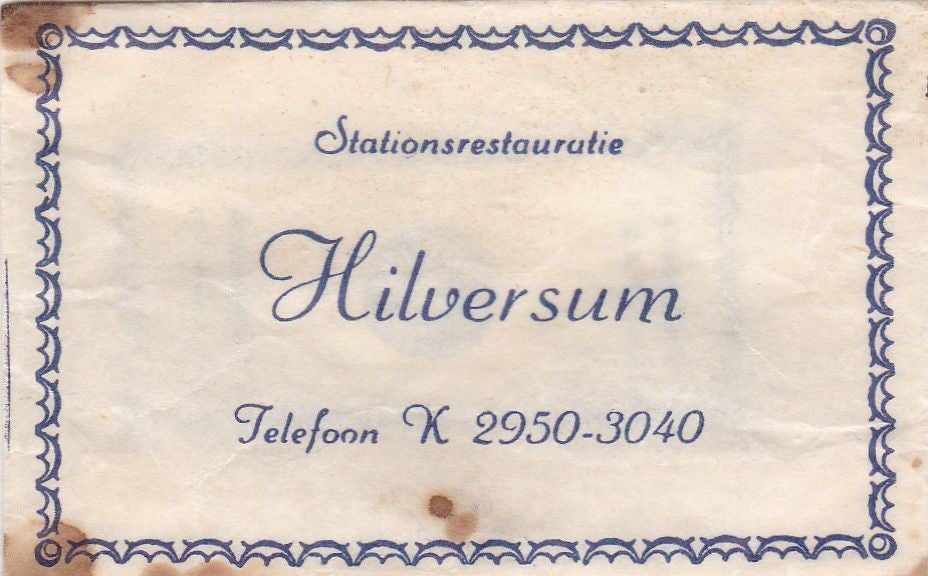 Stationsrestauratie
Hilversum
Telefoon K 2950-3040